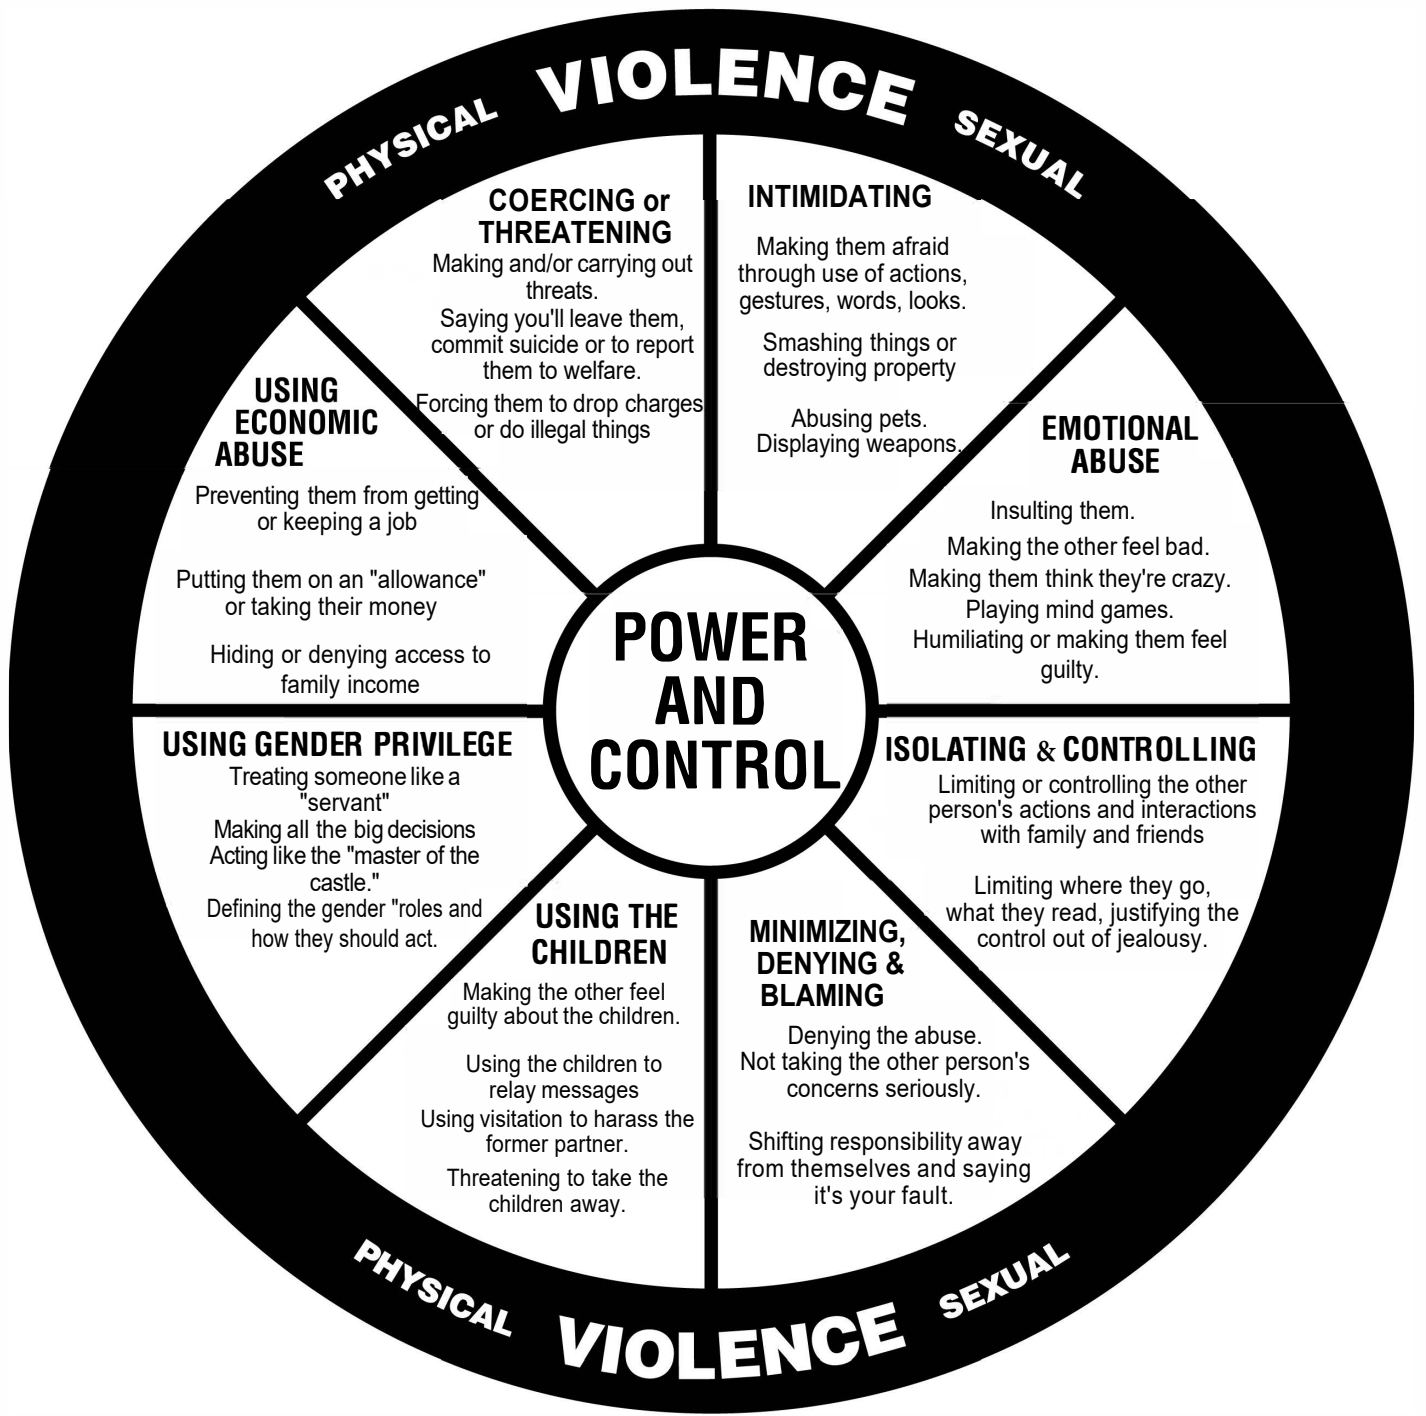 PHYSICAL VIOLENCE SEXUAL
COERCING or
THREATENING
Making and/or carrying out
threats.
Saying you'll leave them,
commit suicide or to report
them to welfare.
Forcing them to drop charges
or do illegal things
INTIMIDATING
Making them afraid
through use of actions,
gestures, words, looks.
Smashing things or
destroying property
Abusing pets.
Displaying weapons.
EMOTIONAL
ABUSE
Insulting them.
Making the other feel bad.
Making them think they're crazy.
Playing mind games.
Humiliating or making them feel
guilty.
ISOLATING & CONTROLLING
Limiting or controlling the other
person's actions and interactions
with family and friends
Limiting where they go,
what they read, justifying the
control out of jealousy.
MINIMIZING,
DENYING &
BLAMING
Denying the abuse.
Not taking the other person's
concerns seriously.
Shifting responsibility away
from themselves and saying
it's your fault.
USING THE
CHILDREN
Making the other feel
guilty about the children.
Using the children to
relay messages
Using visitation to harass the
former partner.
Threatening to take the
children away.
USING GENDER PRIVILEGE
Treating someone like a
"servant"
Making all the big decisions
Acting like the "master of the
castle."
Defining the gender "roles and
how they should act.
USING
ECONOMIC
ABUSE
Preventing them from getting
or keeping a job
Putting them on an "allowance"
or taking their money
Hiding or denying access to
family income
POWER
AND
CONTROL
PHYSICAL VIOLENCE SEXUAL